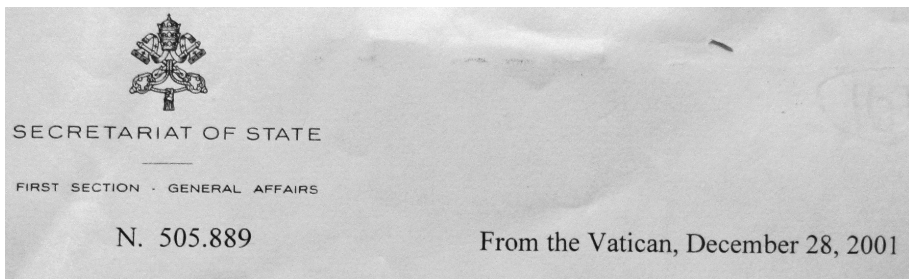 SECRETARIAT OF STATE
FIRST SECTION - GENERAL AFFAIRS
N. 505.889
From the Vatican, December 28, 2001